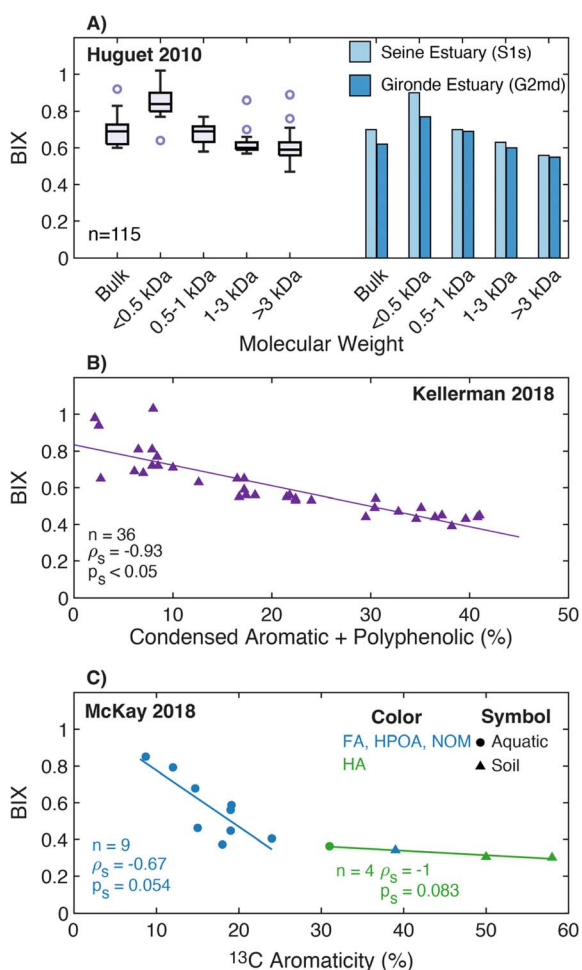 A)
Huguet 2010
Seine Estuary (S1s)
Gironde Estuary (G2md)
1
0.8
0.6
0.4
0.2
0
BIX
n=115
Bulk
<0.5 kDa
0.5-1 kDa
1-3 kDa
>3 kDa
Bulk
<0.5 kDa
0.5-1 kDa
1-3 kDa
>3 kDa
Molecular Weight
B)
Kellerman 2018
1
0.8
0.6
0.4
0.2
0
BIX
n = 36
ρs = -0.93
ps < 0.05
0 10 20 30 40 50
Condensed Aromatic + Polyphenolic (%)
C)
McKay 2018
Color Symbol
FA, HPOA, NOM Aquatic
HA Soil
1
0.8
0.6
0.4
0.2
0
BIX
n = 9
ρs = -0.67
ps = 0.054
n = 4 ρs = -1
ps = 0.083
0 10 20 30 40 50 60
13C Aromaticity (%)